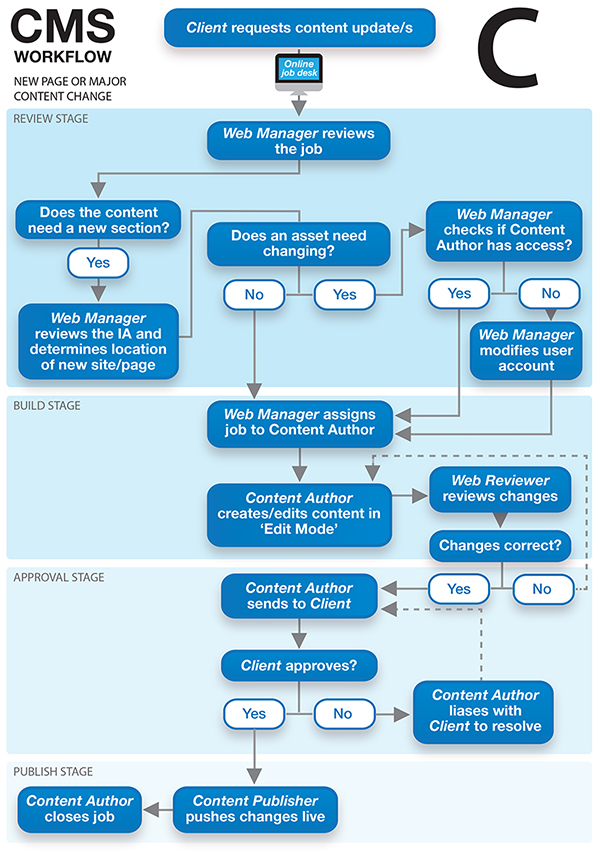 CMS
WORKFLOW
NEW PAGE OR MAJOR
CONTENT CHANGE
C
Client requests content update/s
Online
job desk
REVIEW STAGE
Web Manager reviews
the job
Does the content
need a new section?
Yes
Web Manager
reviews the IA and
determines location
of new site/page
Does an asset need
changing?
No
Yes
Web Manager
checks if Content
Author has access?
Yes
No
Web Manager
modifies user
account
BUILD STAGE
Web Manager assigns
job to Content Author
Content Author
creates/edits content in
‘Edit Mode’
Web Reviewer
reviews changes
Changes correct?
Yes
No
APPROVAL STAGE
Content Author
sends to Client
Client approves?
Yes
No
Content Author
liases with
Client to resolve
PUBLISH STAGE
Content Publisher
pushes changes live
Content Author
closes job